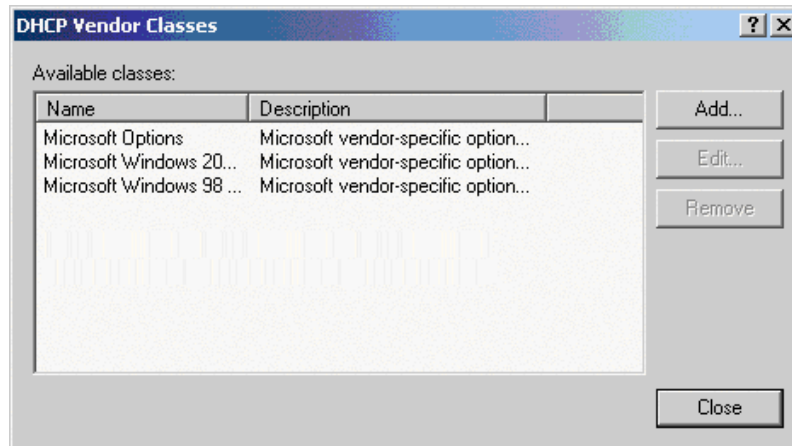 DHCP Vendor Classes
Available classes:
Name Description
Microsoft Options Microsoft vendor-specific option...
Microsoft Windows 20... Microsoft vendor-specific option...
Microsoft Windows 98 ... Microsoft vendor-specific option...
Add...
Edit...
Remove
Close